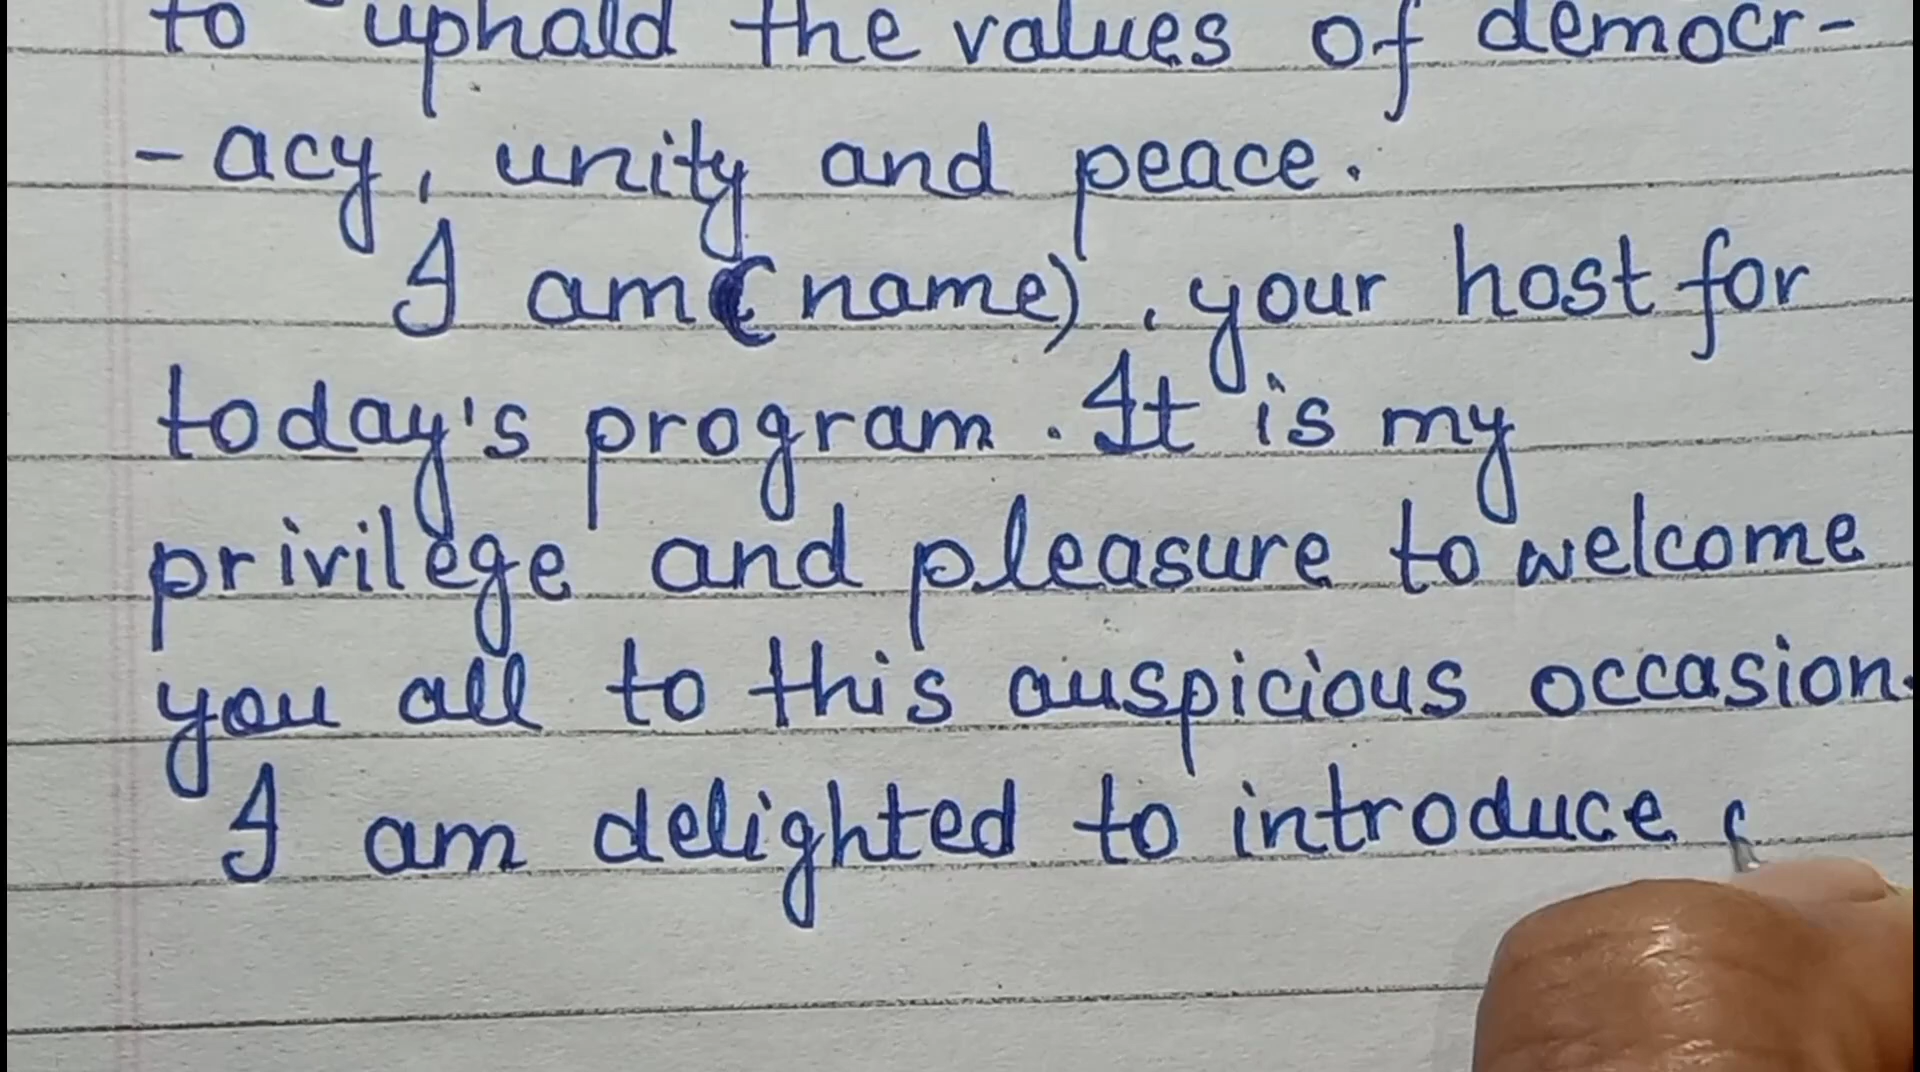 to uphold the values of democr-
-acy, unity and peace.
I am (name), your host for
today's program. It is my
privilege and pleasure to welcome
you all to this auspicious occasion.
I am delighted to introduce